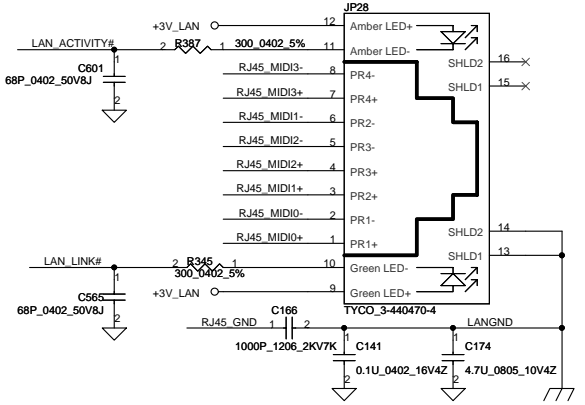 JP28
+3V_LAN 12 Amber LED+
LAN_ACTIVITY# 2 R387 1 300_0402_5% 11 Amber LED-
SHLD2 16
1 C601 68P_0402_50V8J 2
RJ45_MIDI3- 8 PR4-
SHLD1 15
RJ45_MIDI3+ 7 PR4+
RJ45_MIDI1- 6 PR2-
RJ45_MIDI2- 5 PR3-
RJ45_MIDI2+ 4 PR3+
RJ45_MIDI1+ 3 PR2+
RJ45_MIDI0- 2 PR1-
SHLD2 14
RJ45_MIDI0+ 1 PR1+
SHLD1 13
LAN_LINK# 2 R345 1 300_0402_5% 10 Green LED-
1 C565 68P_0402_50V8J 2
+3V_LAN 9 Green LED+
TYCO_3-440470-4
RJ45_GND 1 C166 2 LANGND
1000P_1206_2KV7K
1 C141 1 C174
0.1U_0402_16V4Z 4.7U_0805_10V4Z
2 2